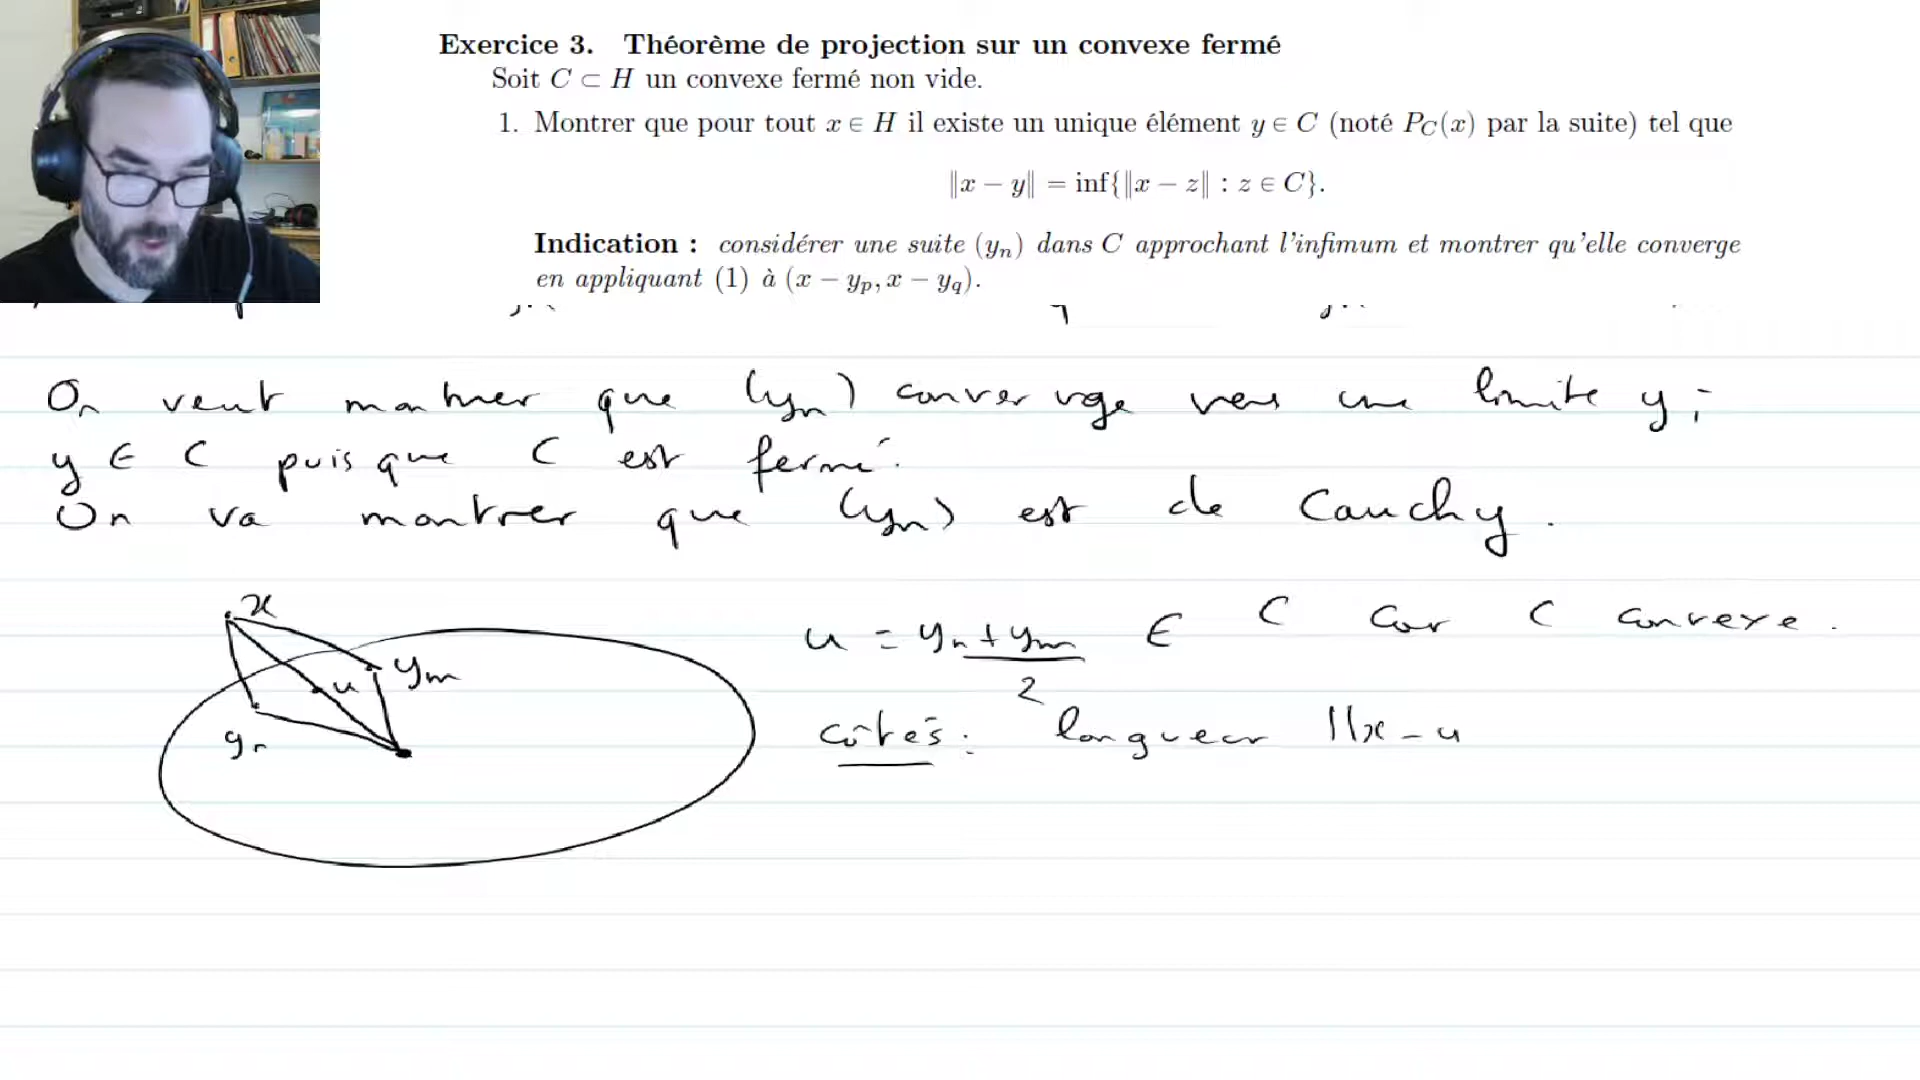 Exercice 3. Théorème de projection sur un convexe fermé
Soit C ⊂ H un convexe fermé non vide.
1. Montrer que pour tout x ∈ H il existe un unique élément y ∈ C (noté P_C(x) par la suite) tel que
‖x − y‖ = inf{‖x − z‖ : z ∈ C}.
Indication : considérer une suite (y_n) dans C approchant l'infimum et montrer qu'elle converge
en appliquant (1) à (x − y_p, x − y_q).
On veut montrer que (y_n) converge vers une limite y ;
y ∈ C puisque C est fermé.
On va montrer que (y_n) est de Cauchy.
x
y_m
u
y_n
u = (y_n + y_m)/2 ∈ C car C convexe.
côtés : longueur ‖x − u